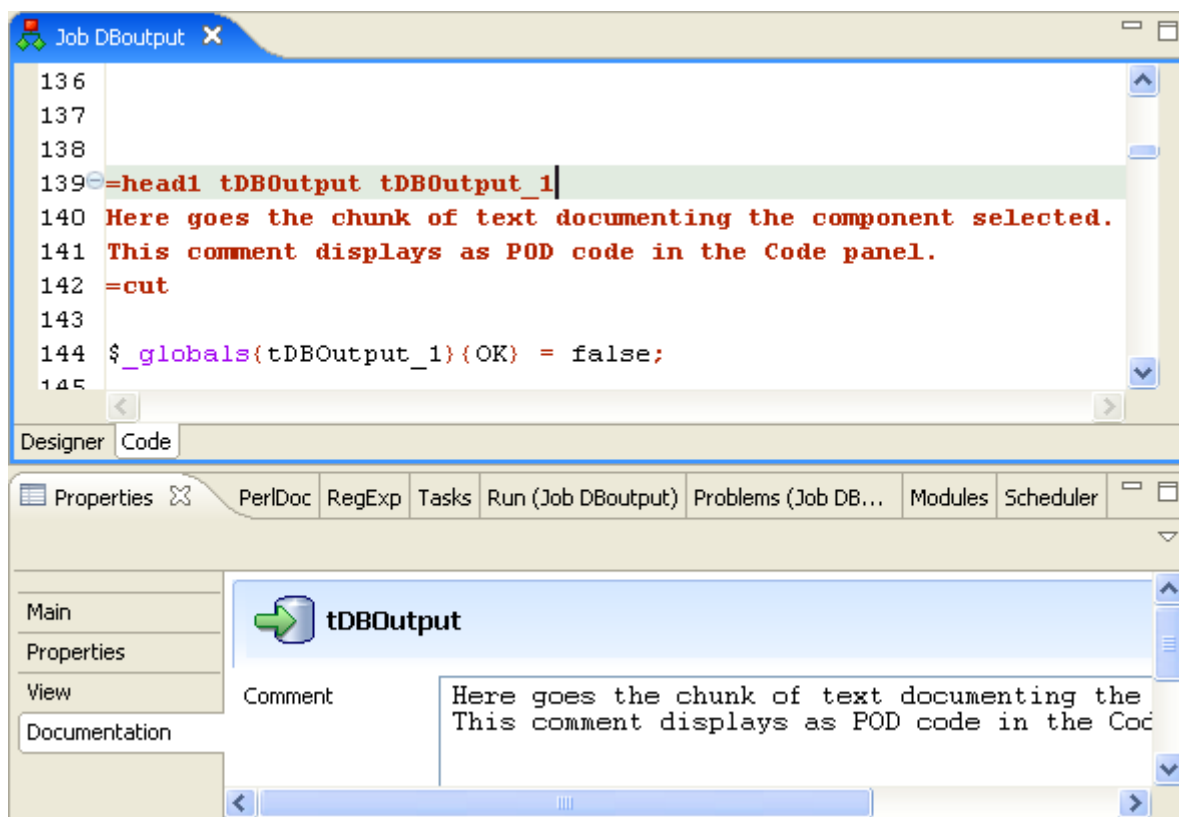 Job DBoutput
136
137
138
139 =head1 tDBOutput tDBOutput_1
140 Here goes the chunk of text documenting the component selected.
141 This comment displays as POD code in the Code panel.
142 =cut
143
144 $_globals{tDBOutput_1}{OK} = false;
145
Designer Code
Properties PerlDoc RegExp Tasks Run (Job DBoutput) Problems (Job DB... Modules Scheduler
Main
tDBOutput
Properties
View
Comment Here goes the chunk of text documenting the
Documentation This comment displays as POD code in the Cod